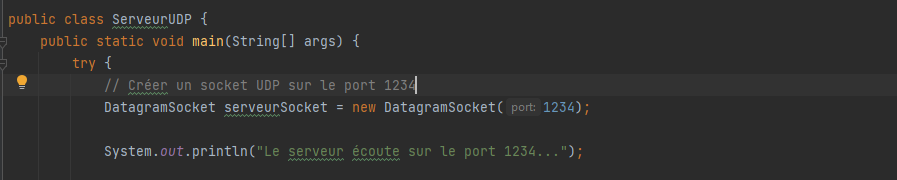 public class ServeurUDP {
public static void main(String[] args) {
try {
// Créer un socket UDP sur le port 1234
DatagramSocket serveurSocket = new DatagramSocket( port: 1234);
System.out.println("Le serveur écoute sur le port 1234...");